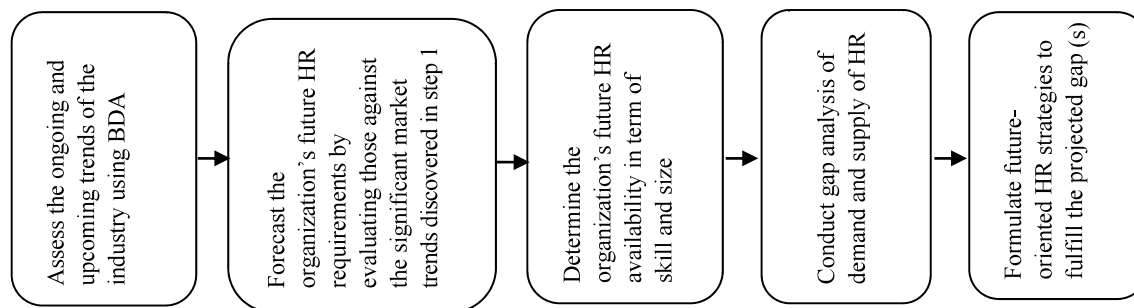 Assess the ongoing and
upcoming trends of the
industry using BDA
Forecast the
organization's future HR
requirements by
evaluating those against
the significant market
trends discovered in step 1
Determine the
organization's future HR
availability in term of
skill and size
Conduct gap analysis of
demand and supply of HR
Formulate future-
oriented HR strategies to
fulfill the projected gap (s)